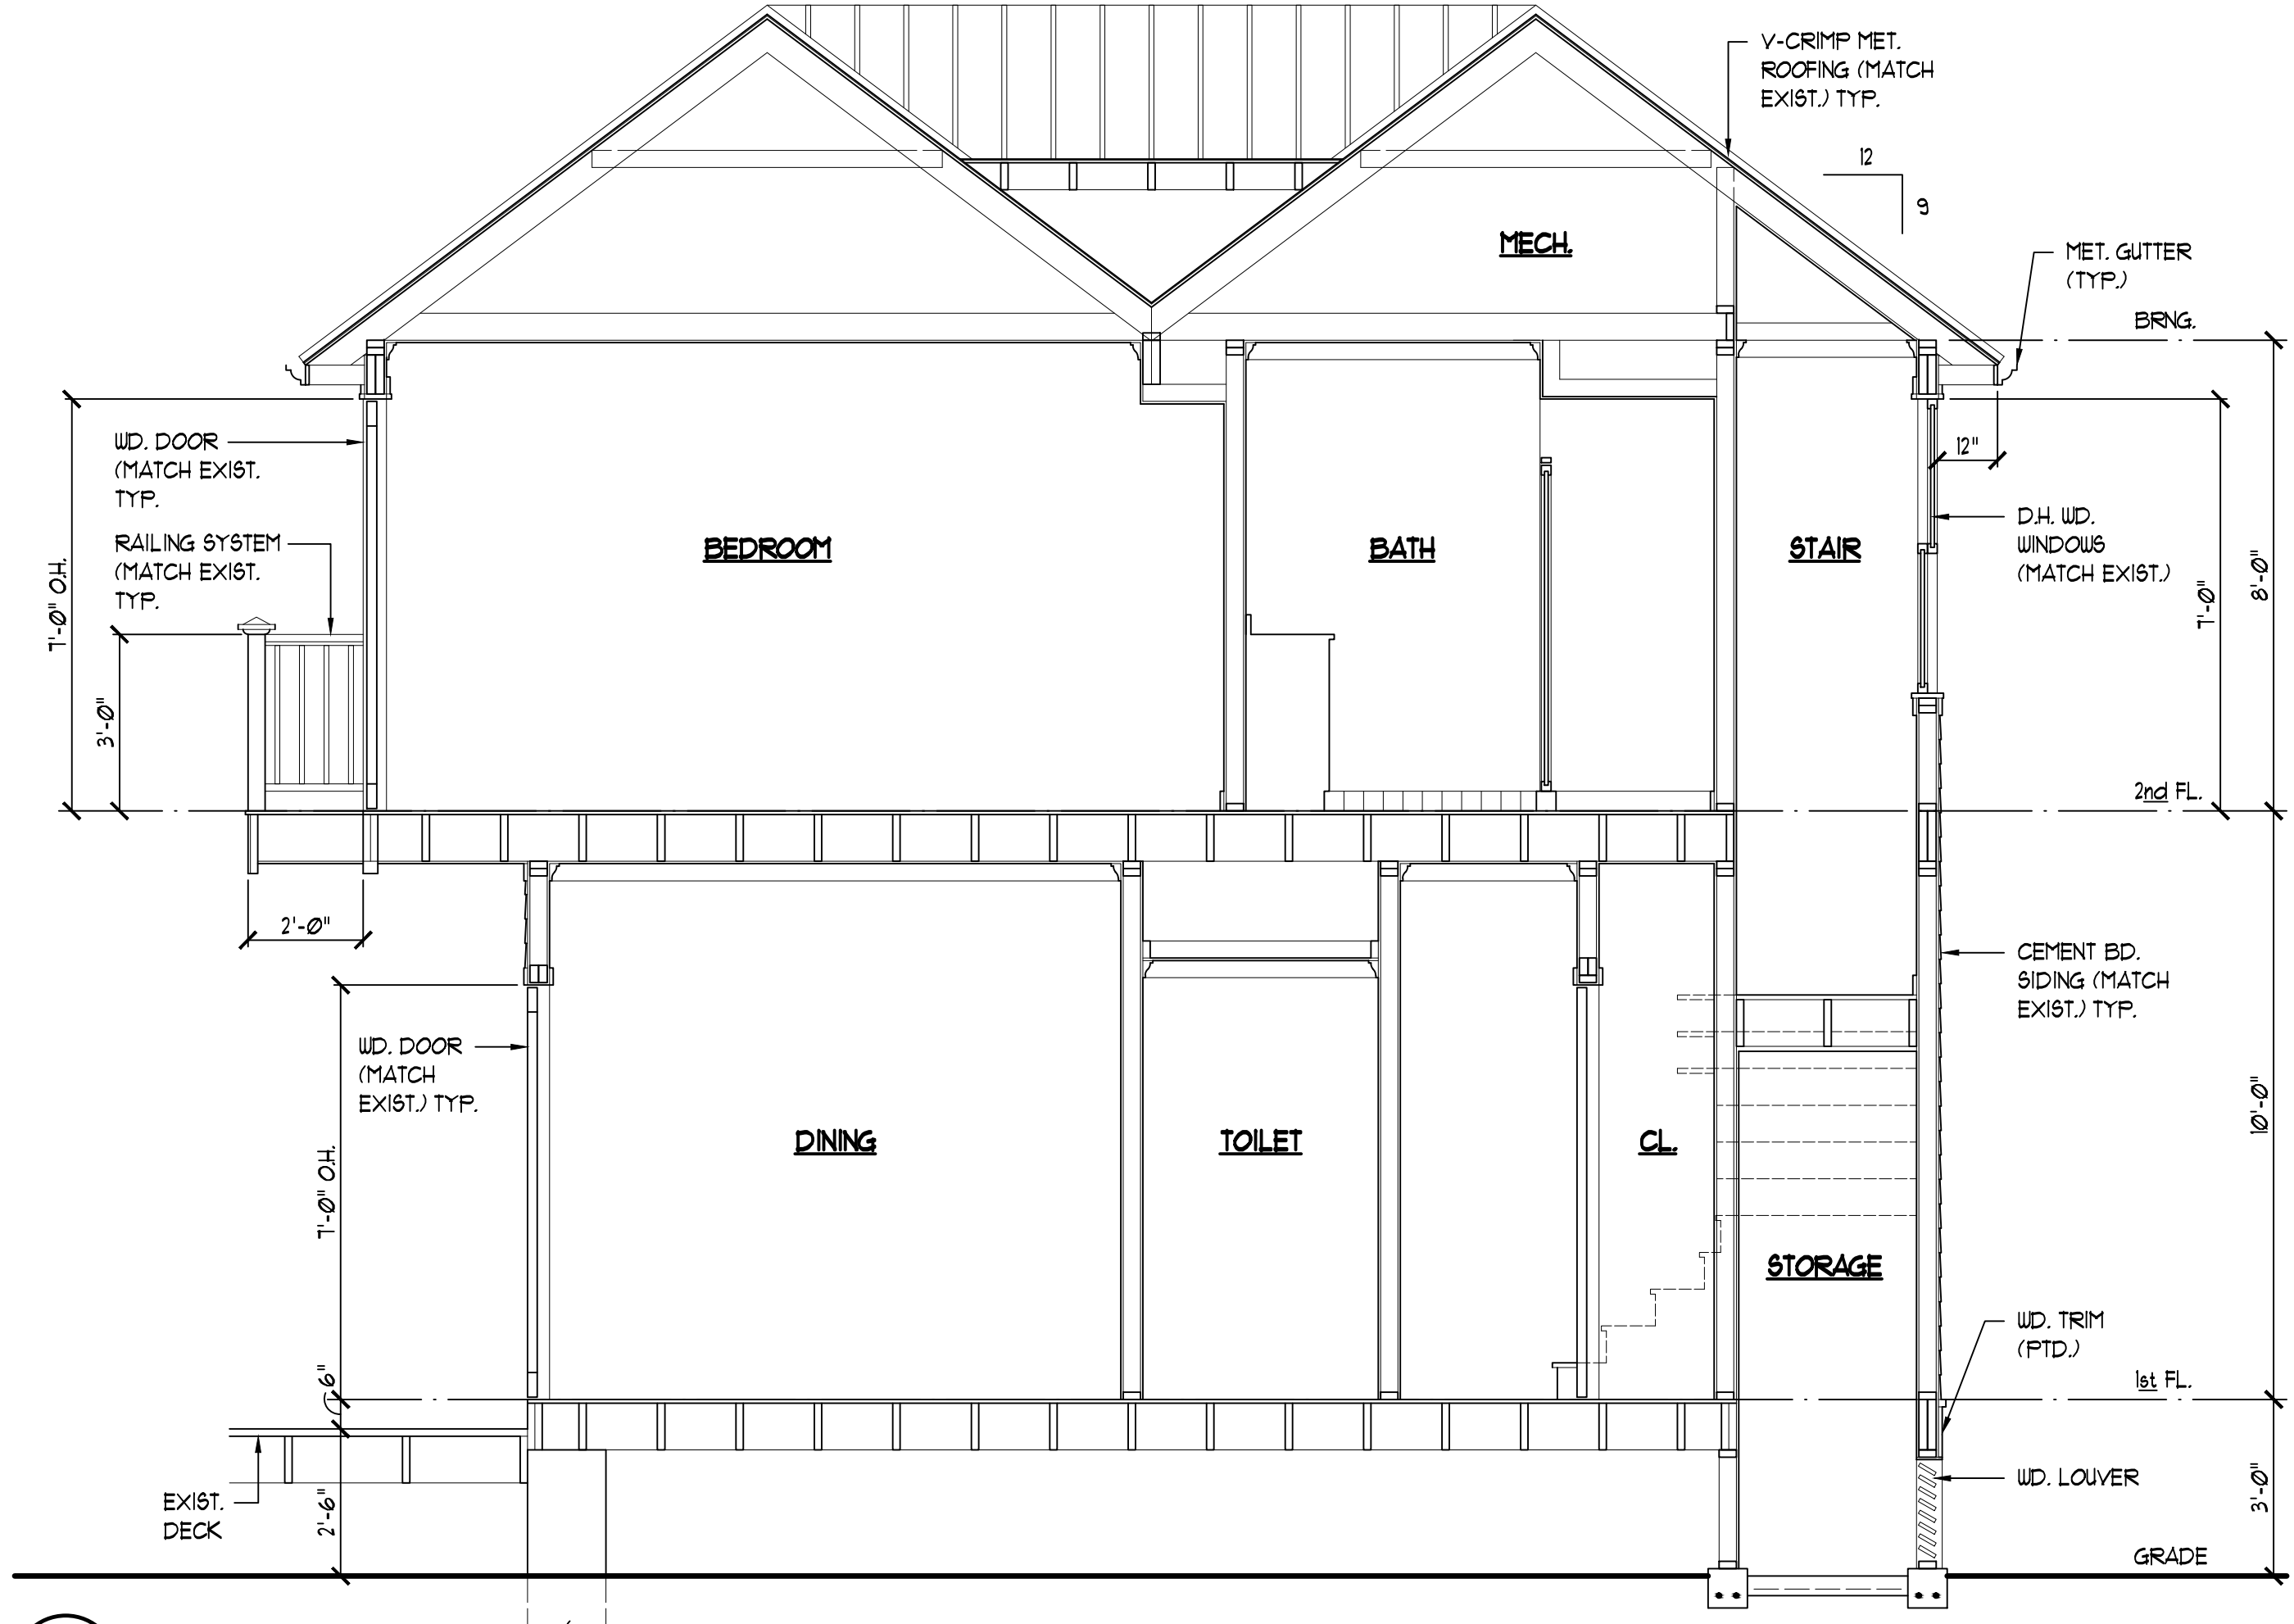 V-CRIMP MET.
ROOFING (MATCH
EXIST.) TYP.
12
9
MET. GUTTER
(TYP.)
BRNG.
WD. DOOR
(MATCH EXIST.
TYP.
RAILING SYSTEM
(MATCH EXIST.
TYP.
7'-0" O.H.
3'-0"
MECH.
BEDROOM
BATH
STAIR
12"
D.H. WD.
WINDOWS
(MATCH EXIST.)
7'-0"
8'-0"
2nd FL.
2'-0"
WD. DOOR
(MATCH
EXIST.) TYP.
7'-0" O.H.
DINING
TOILET
CL.
STORAGE
CEMENT BD.
SIDING (MATCH
EXIST.) TYP.
10'-0"
WD. TRIM
(PTD.)
1st FL.
6"
EXIST.
DECK
2'-6"
WD. LOUVER
3'-0"
GRADE